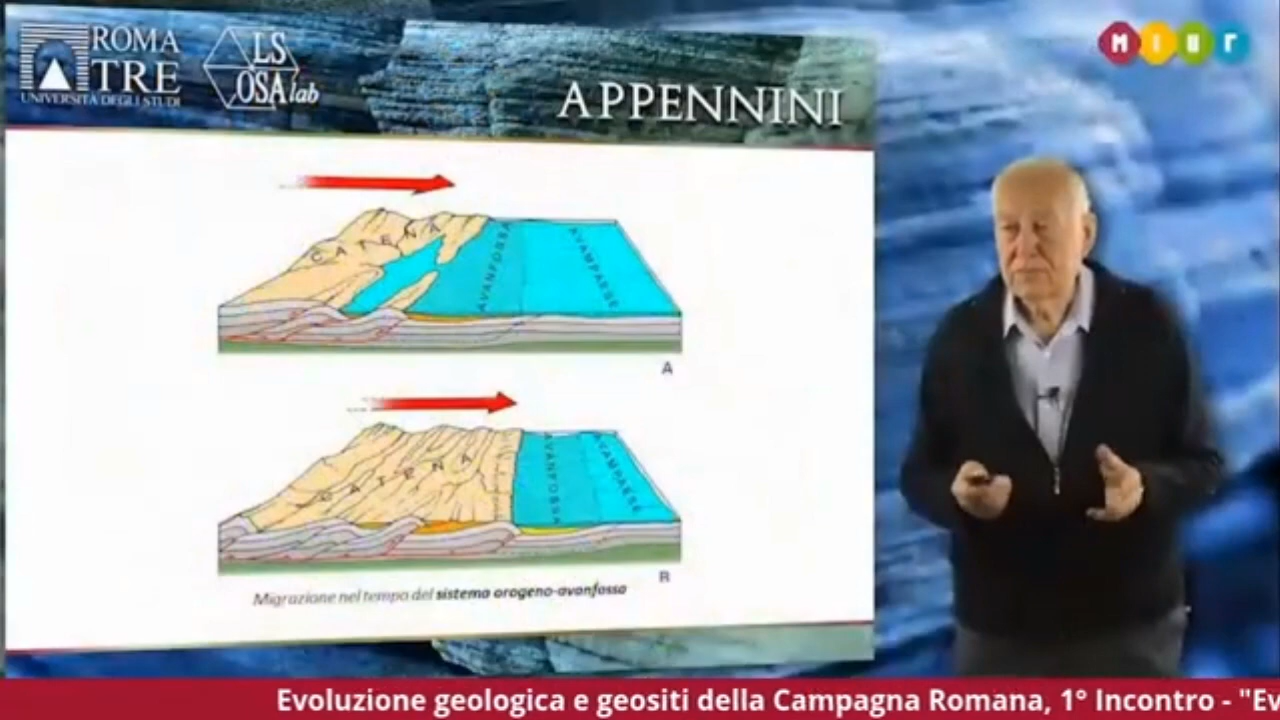 ROMA
TRE
UNIVERSITÀ DEGLI STUDI
LS
OSA lab
APPENNINI
MIUR
CATENA
AVANFOSSA
AVAMPAESE
A
CATENA
AVANFOSSA
AVAMPAESE
B
Migrazione nel tempo del sistema orogeno-avanfossa
Evoluzione geologica e geositi della Campagna Romana, 1° Incontro - "Ev